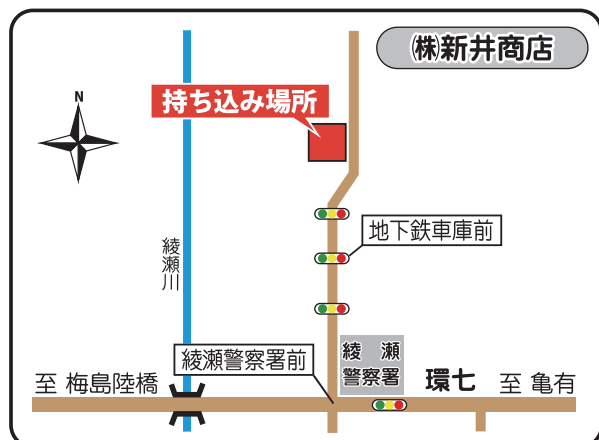 ㈱新井商店
N
持ち込み場所
地下鉄車庫前
綾瀬川
綾瀬警察署前
綾 瀬
警察署
環七
至 梅島陸橋
至 亀有